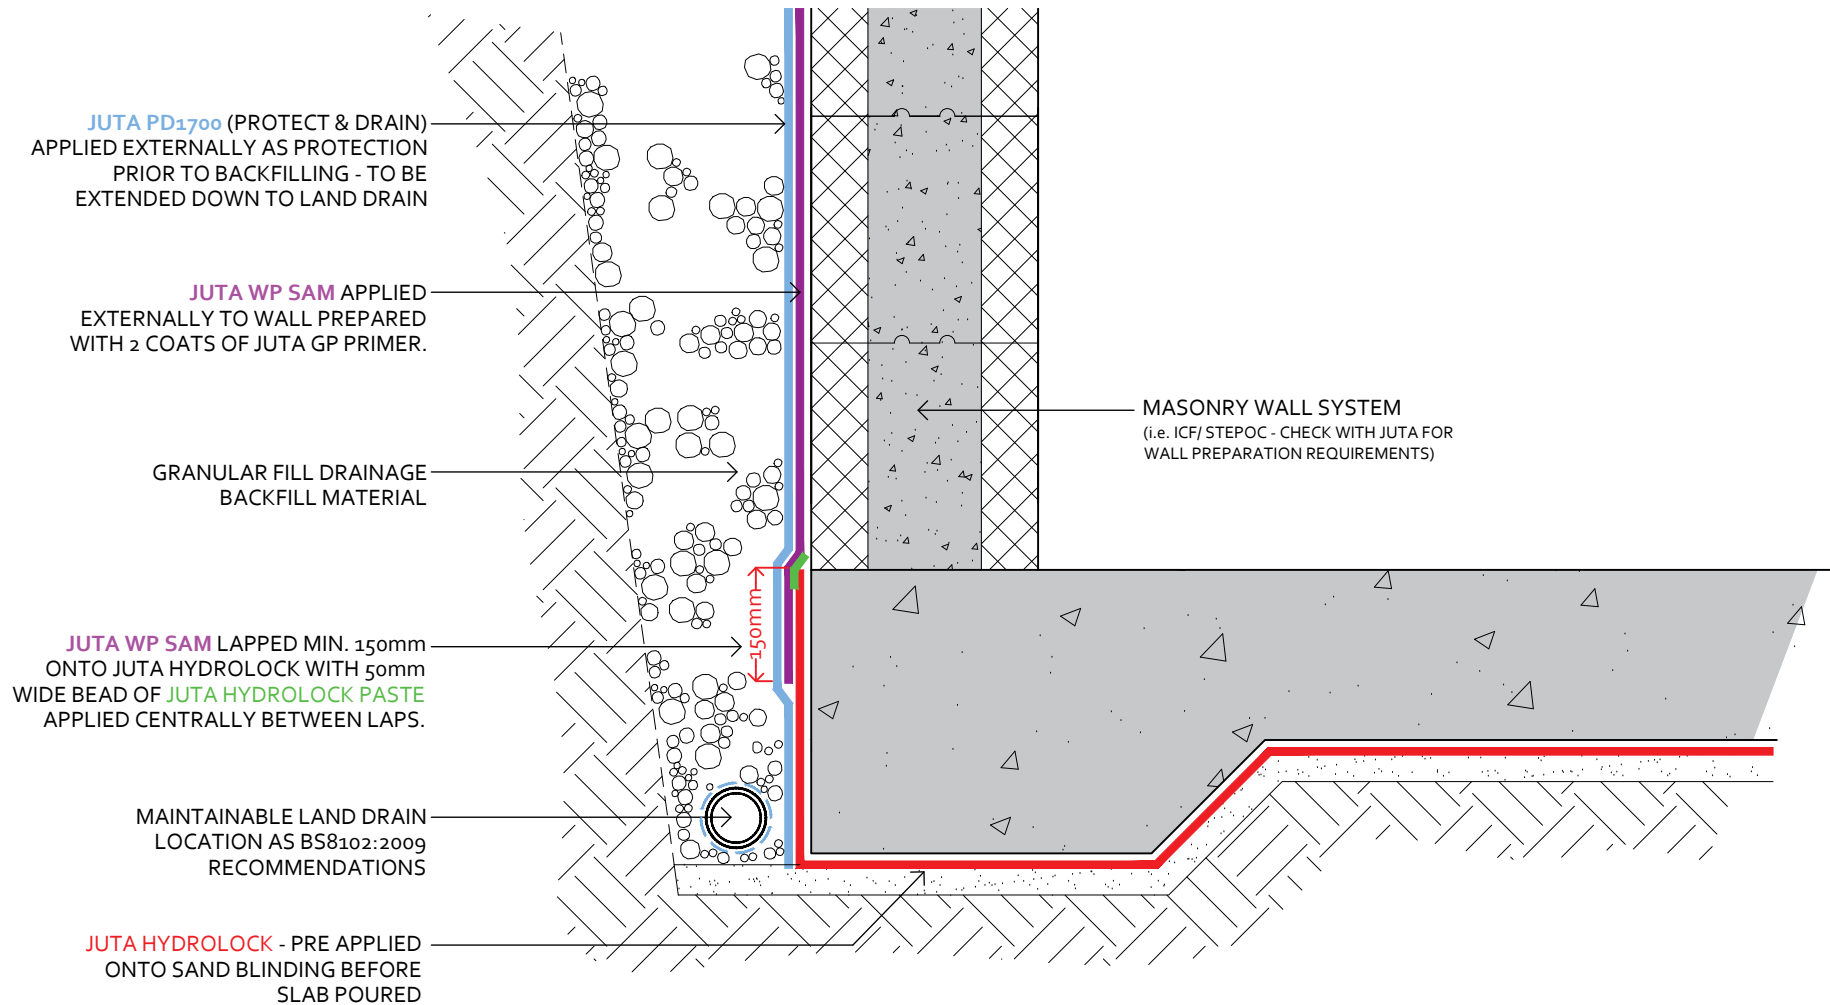 JUTA PD1700 (PROTECT & DRAIN)
APPLIED EXTERNALLY AS PROTECTION
PRIOR TO BACKFILLING - TO BE
EXTENDED DOWN TO LAND DRAIN
JUTA WP SAM APPLIED
EXTERNALLY TO WALL PREPARED
WITH 2 COATS OF JUTA GP PRIMER.
MASONRY WALL SYSTEM
(i.e. ICF/ STEPOC - CHECK WITH JUTA FOR
WALL PREPARATION REQUIREMENTS)
GRANULAR FILL DRAINAGE
BACKFILL MATERIAL
150mm
JUTA WP SAM LAPPED MIN. 150mm
ONTO JUTA HYDROLOCK WITH 50mm
WIDE BEAD OF JUTA HYDROLOCK PASTE
APPLIED CENTRALLY BETWEEN LAPS.
MAINTAINABLE LAND DRAIN
LOCATION AS BS8102:2009
RECOMMENDATIONS
JUTA HYDROLOCK - PRE APPLIED
ONTO SAND BLINDING BEFORE
SLAB POURED